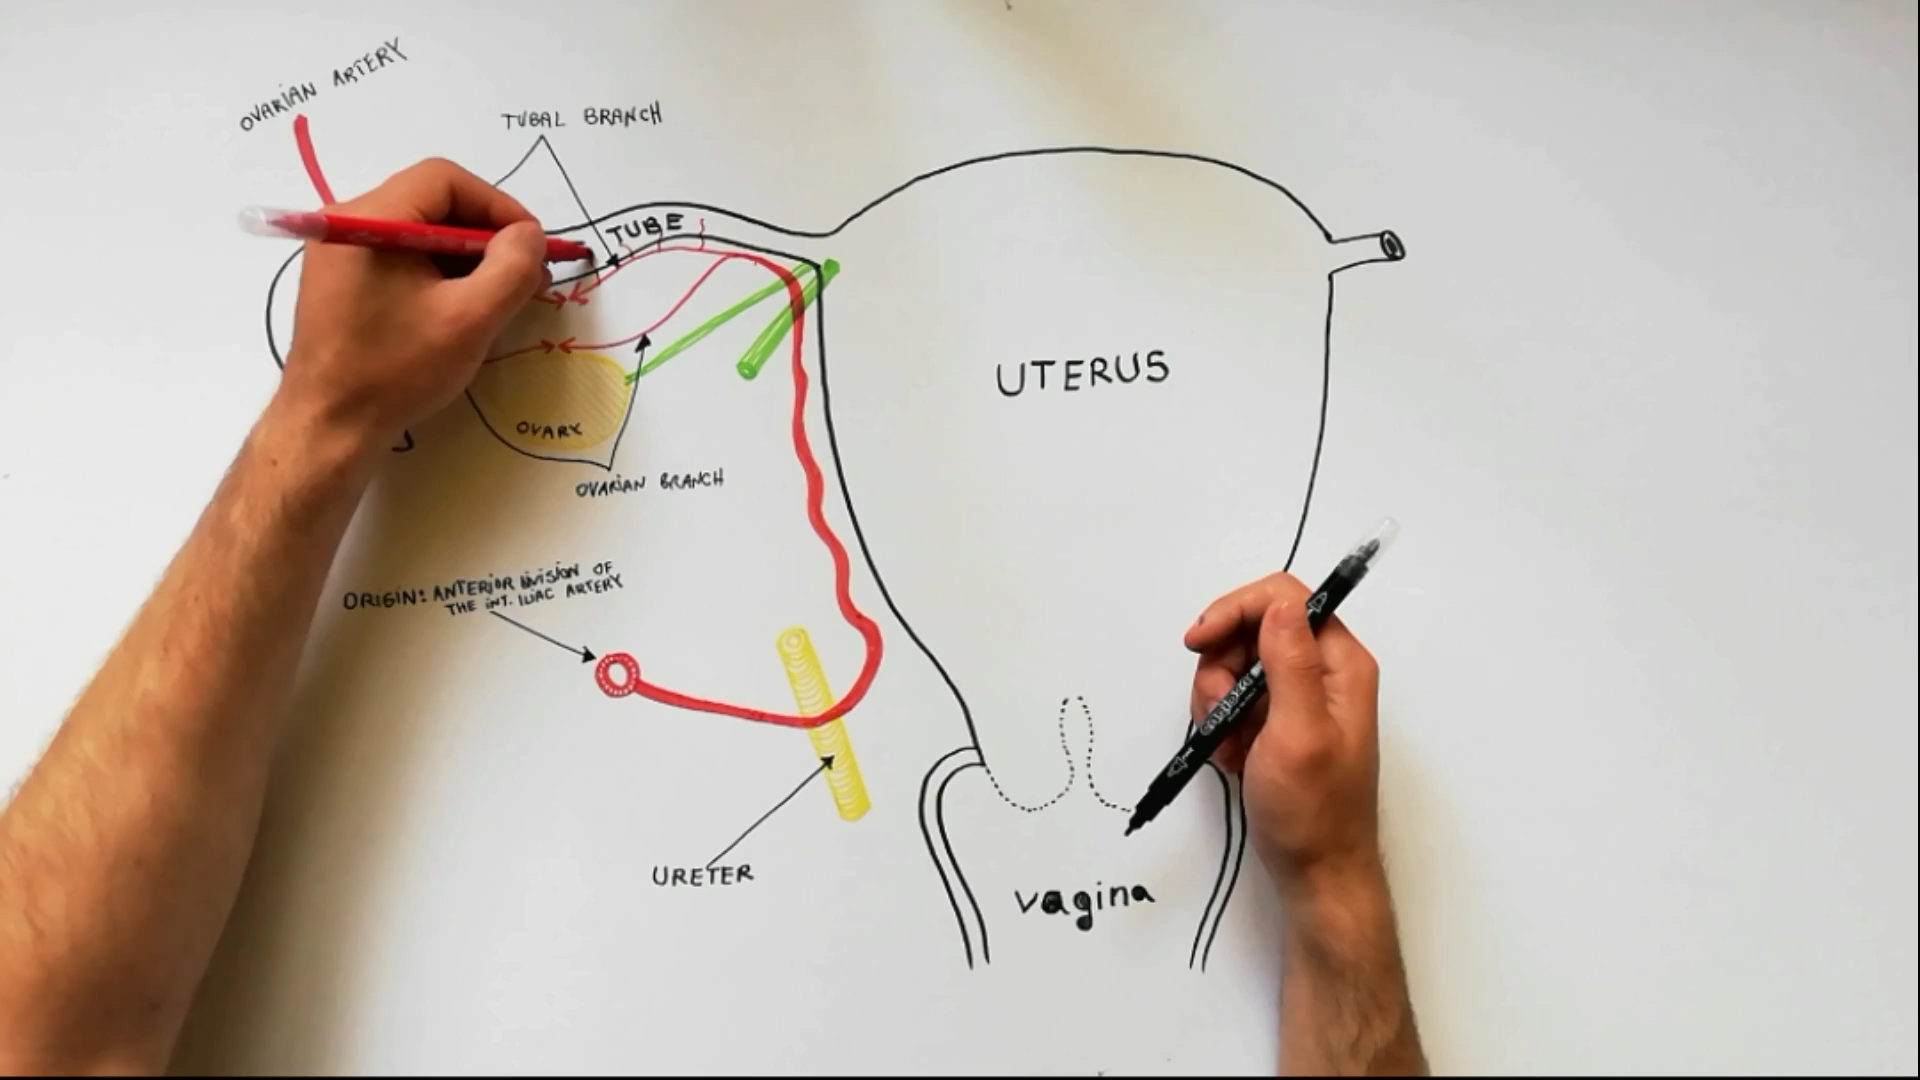 OVARIAN ARTERY
TUBAL BRANCH
TUBE
UTERUS
OVARY
OVARIAN BRANCH
ORIGIN: ANTERIOR DIVISION OF
THE INT. ILIAC ARTERY
URETER
vagina